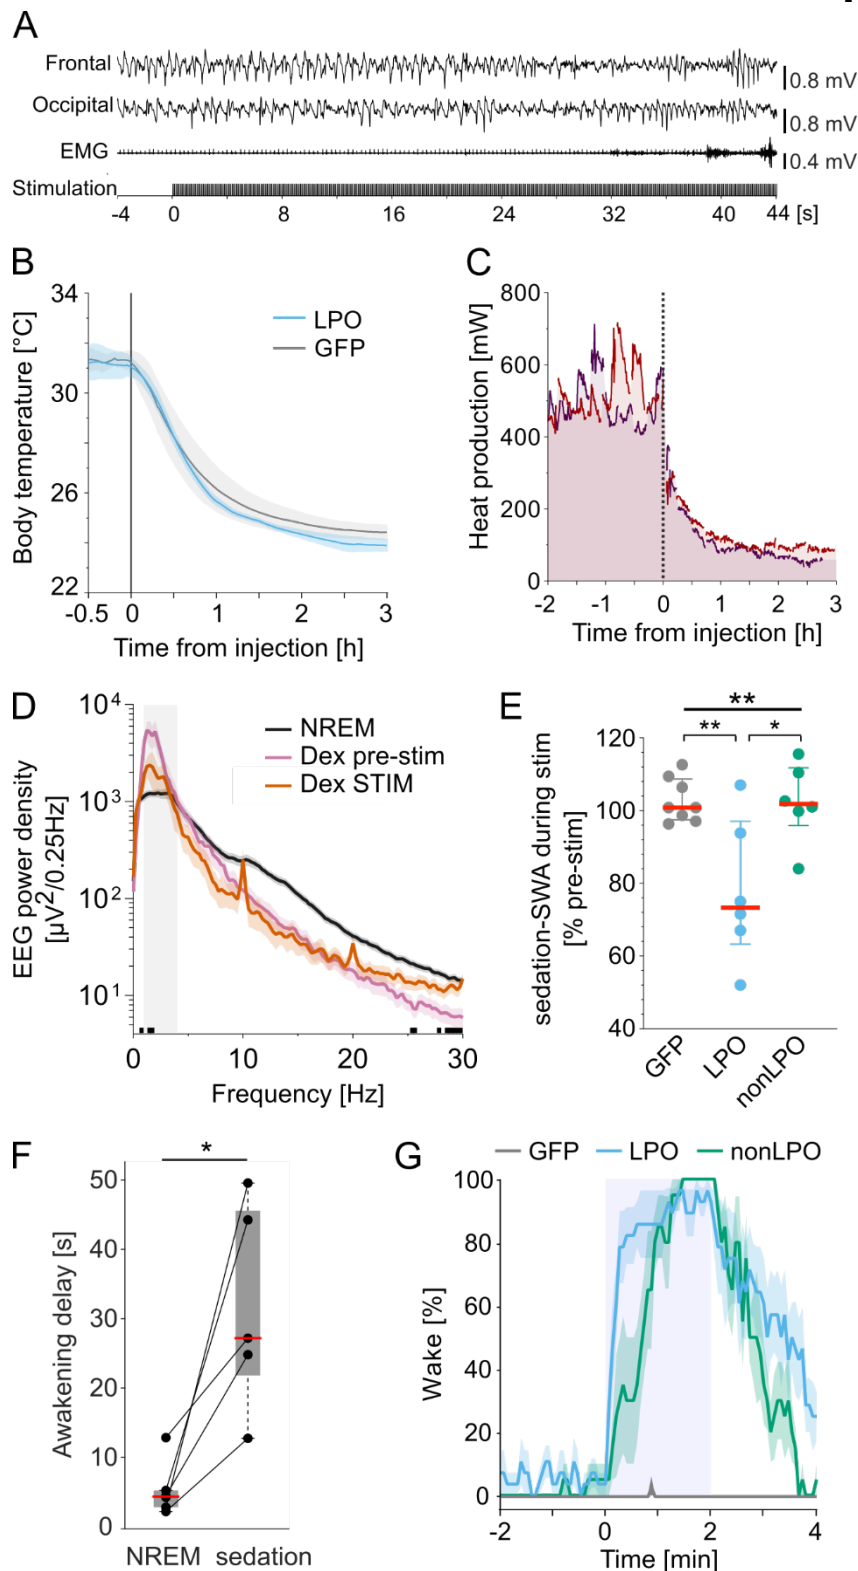 A
Frontal
0.8 mV
Occipital
0.8 mV
EMG
0.4 mV
Stimulation
-4 0 8 16 24 32 40 44 [s]
B
34
31
28
26
22
Body temperature [°C]
LPO
GFP
-0.5 0 1 2 3
Time from injection [h]
C
800
600
400
200
0
Heat production [mW]
-2 -1 0 1 2 3
Time from injection [h]
D
10⁴
10³
10²
10¹
EEG power density
[µV²/0.25Hz]
NREM
Dex pre-stim
Dex STIM
0 10 20 30
Frequency [Hz]
E
**
** *
120
100
80
60
40
sedation-SWA during stim
[% pre-stim]
GFP
LPO
nonLPO
F
*
50
40
30
20
10
0
Awakening delay [s]
NREM sedation
G
GFP LPO nonLPO
100
80
60
40
20
0
Wake [%]
-2 0 2 4
Time [min]